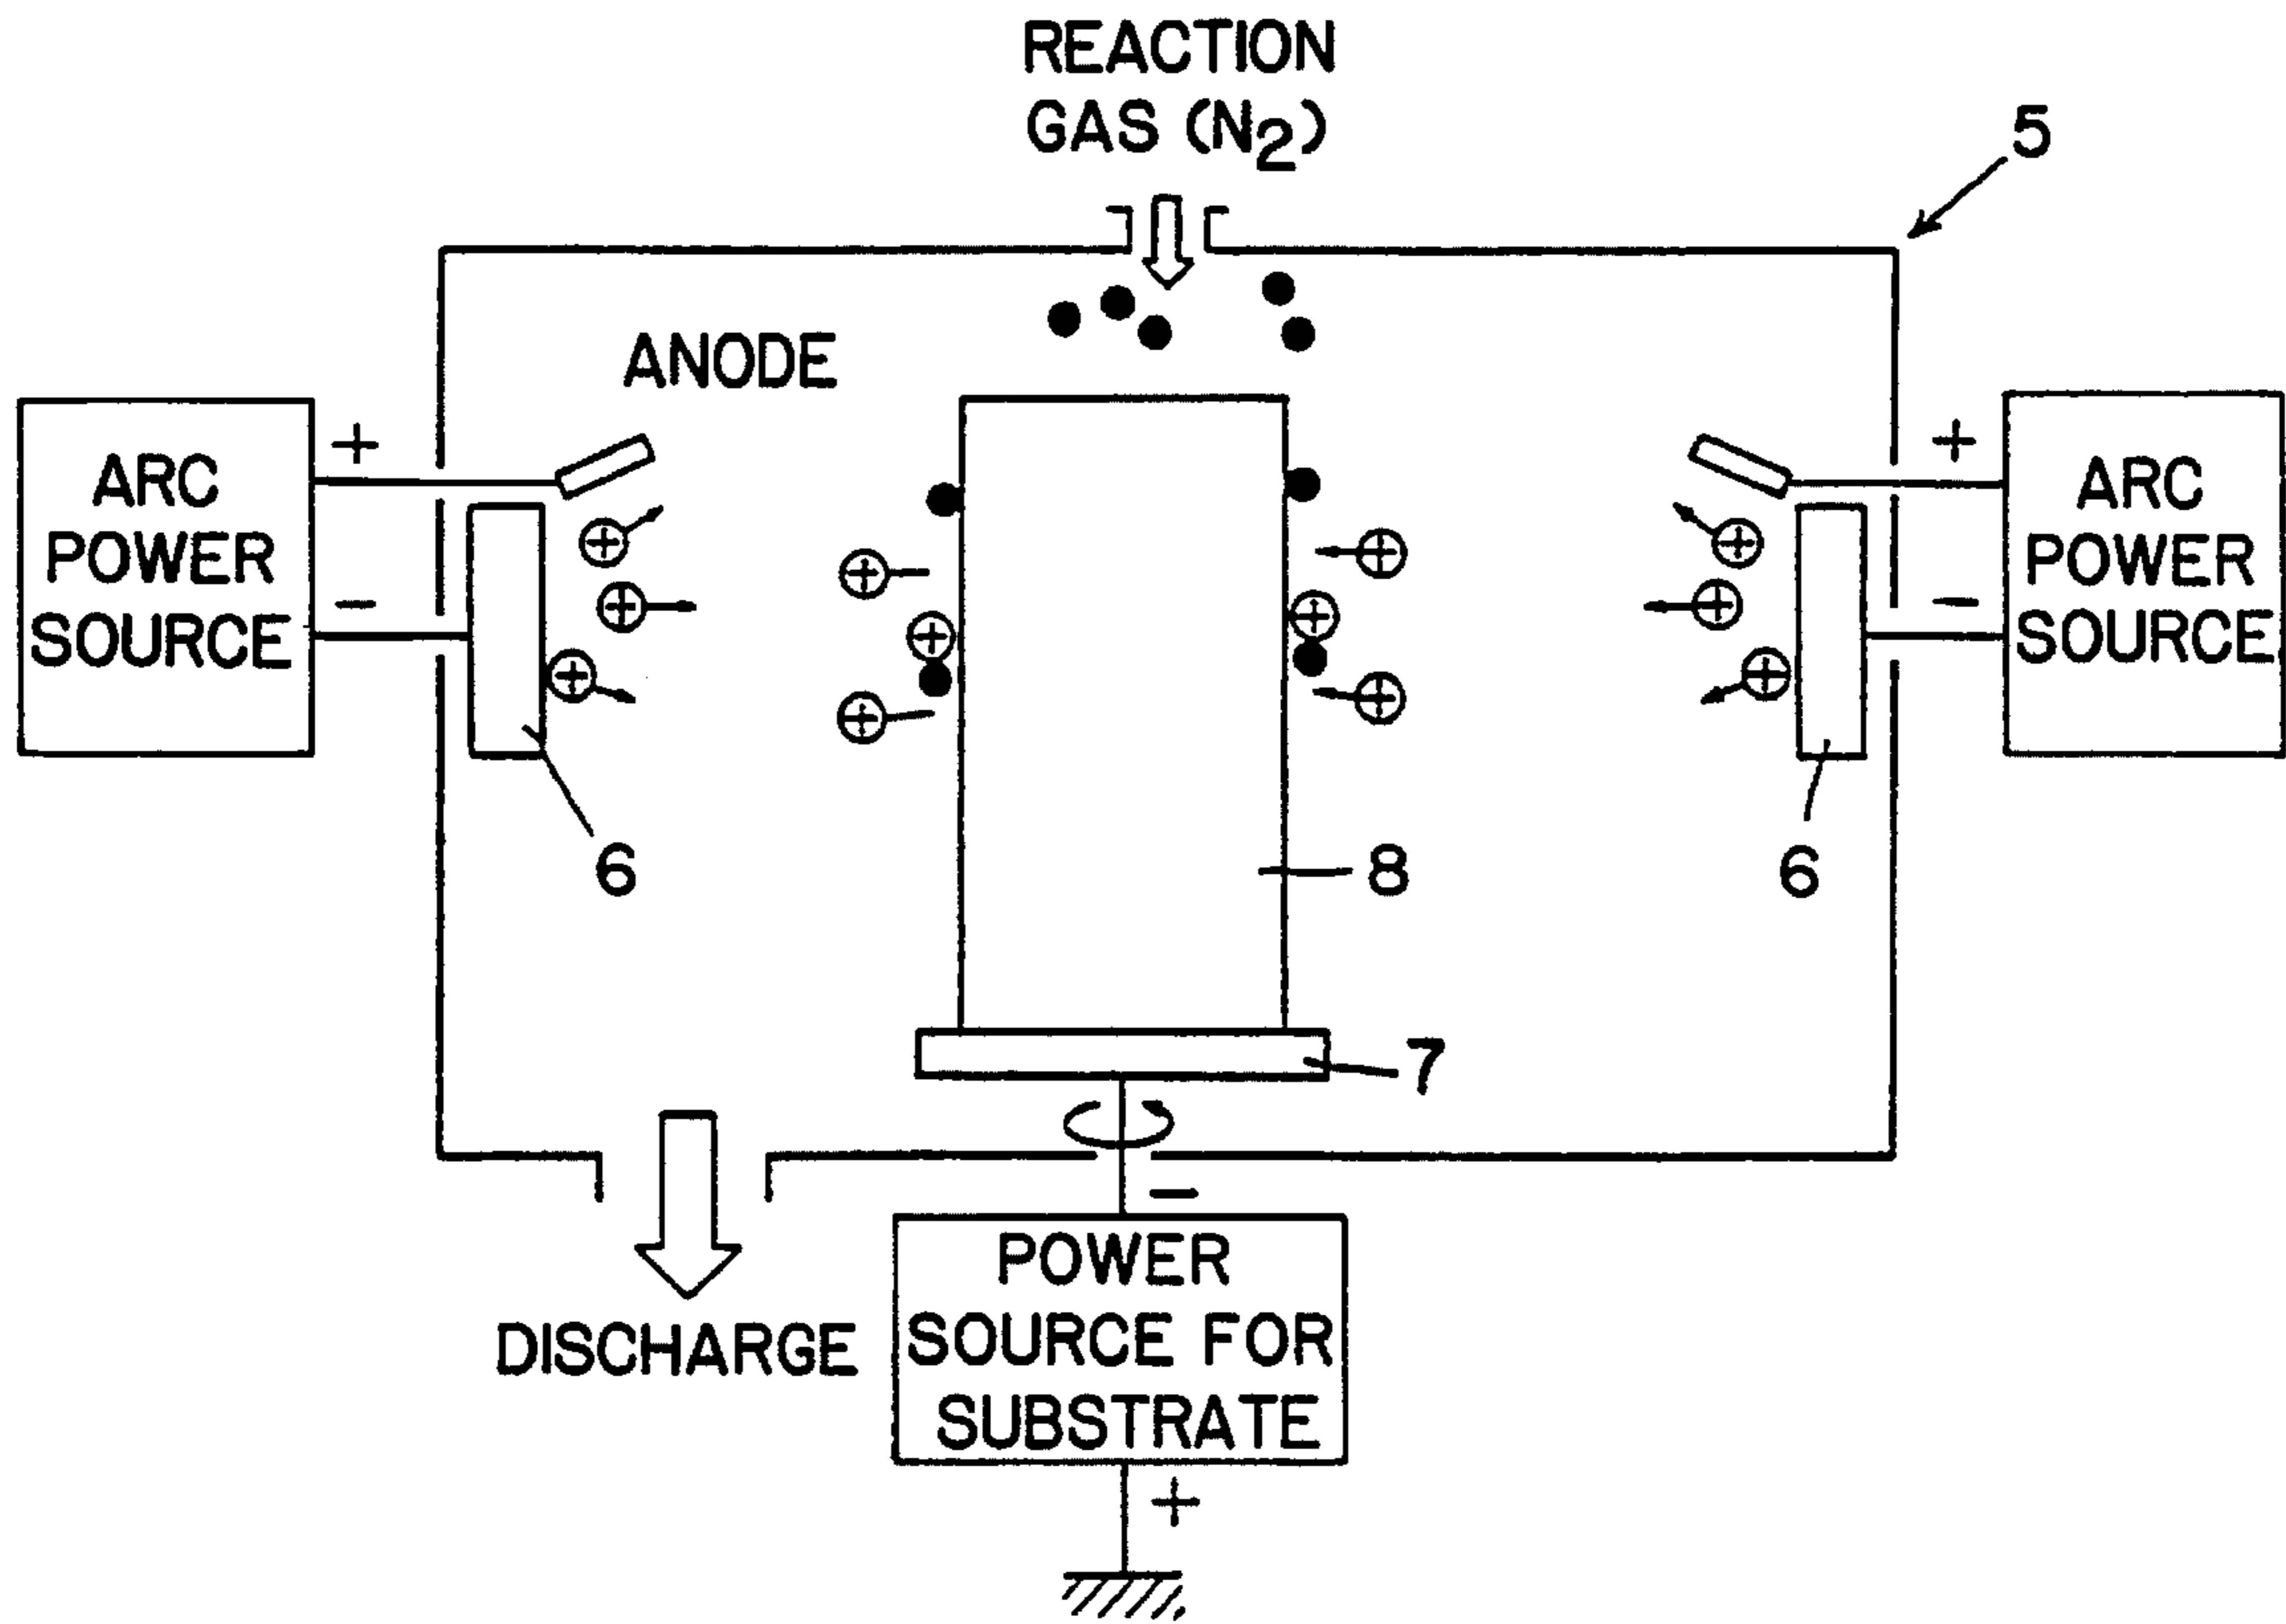 REACTION
GAS (N2)
5
ANODE
ARC
POWER
SOURCE
+
−
+
−
ARC
POWER
SOURCE
6
8
6
7
−
POWER
SOURCE FOR
SUBSTRATE
DISCHARGE
+